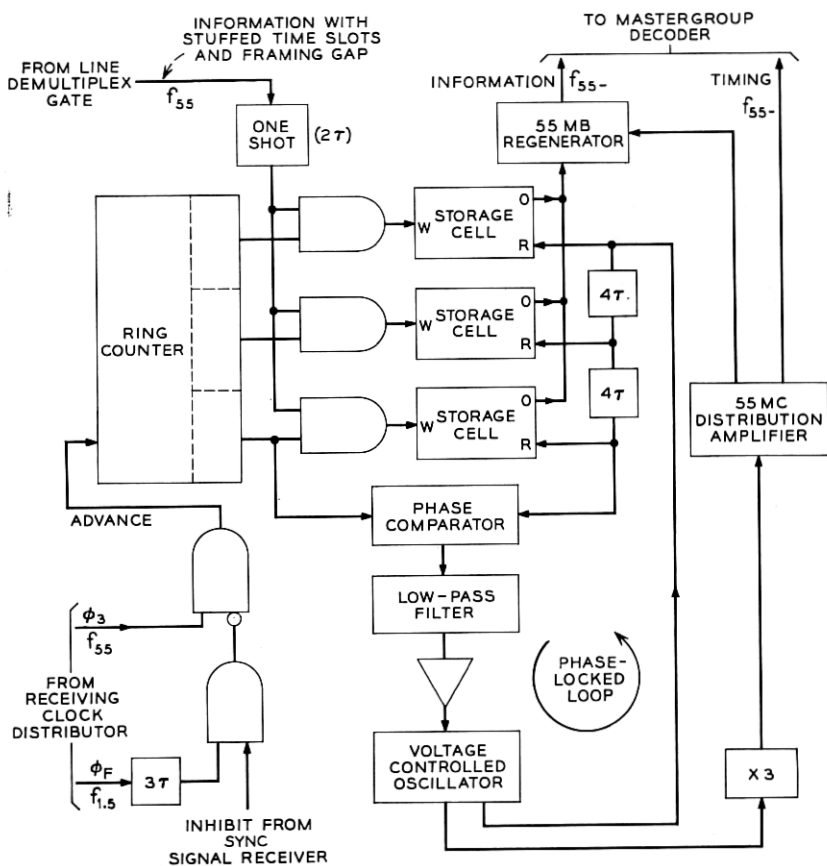 INFORMATION WITH
STUFFED TIME SLOTS
AND FRAMING GAP
TO MASTERGROUP
DECODER
FROM LINE
DEMULTIPLEX
GATE
f55
INFORMATION
f55-
TIMING
f55-
ONE
SHOT
(2τ)
55 MB
REGENERATOR
RING
COUNTER
W
STORAGE
CELL
O
R
4τ.
W
STORAGE
CELL
O
R
4τ
W
STORAGE
CELL
O
R
55 MC
DISTRIBUTION
AMPLIFIER
ADVANCE
PHASE
COMPARATOR
LOW-PASS
FILTER
PHASE-
LOCKED
LOOP
ϕ3
f55
FROM
RECEIVING
CLOCK
DISTRIBUTOR
ϕF
f1.5
3τ
VOLTAGE
CONTROLLED
OSCILLATOR
X 3
INHIBIT FROM
SYNC
SIGNAL RECEIVER